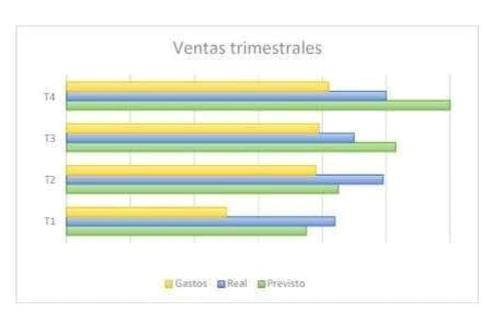 Ventas trimestrales
T4
T3
T2
T1
Gastos Real Previsto